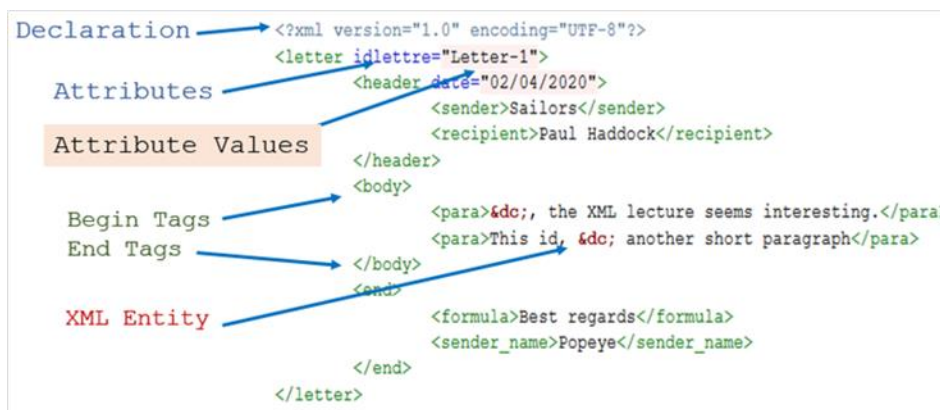 Declaration
<?xml version="1.0" encoding="UTF-8"?>
<letter idlettre="Letter-1">
Attributes
<header date="02/04/2020">
<sender>Sailors</sender>
Attribute Values
<recipient>Paul Haddock</recipient>
</header>
<body>
Begin Tags
<para>&dc;, the XML lecture seems interesting.</para
End Tags
<para>This id, &dc; another short paragraph</para>
</body>
<end>
XML Entity
<formula>Best regards</formula>
<sender_name>Popeye</sender_name>
</end>
</letter>